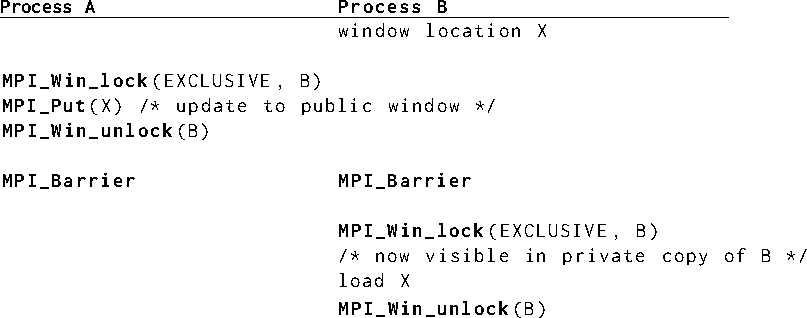 Process A Process B
window location X
MPI_Win_lock(EXCLUSIVE, B)
MPI_Put(X) /* update to public window */
MPI_Win_unlock(B)
MPI_Barrier MPI_Barrier
MPI_Win_lock(EXCLUSIVE, B)
/* now visible in private copy of B */
load X
MPI_Win_unlock(B)